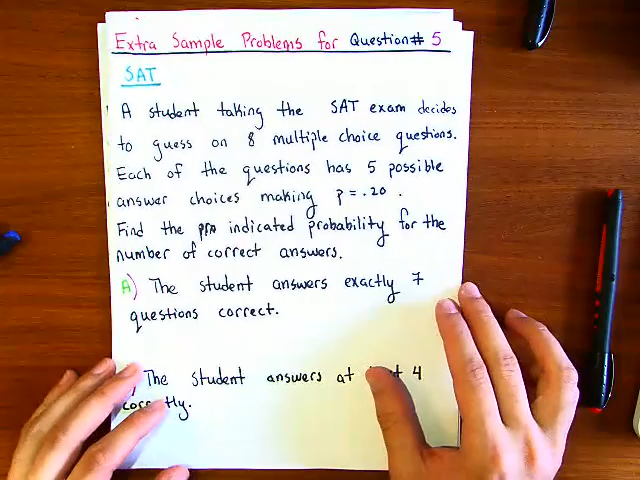 Extra Sample Problems for Question# 5
SAT
A student taking the SAT exam decides
to guess on 8 multiple choice questions.
Each of the questions has 5 possible
answer choices making p = .20 .
Find the indicated probability for the
number of correct answers.
A) The student answers exactly 7
questions correct.
The student answers at 4
correctly.